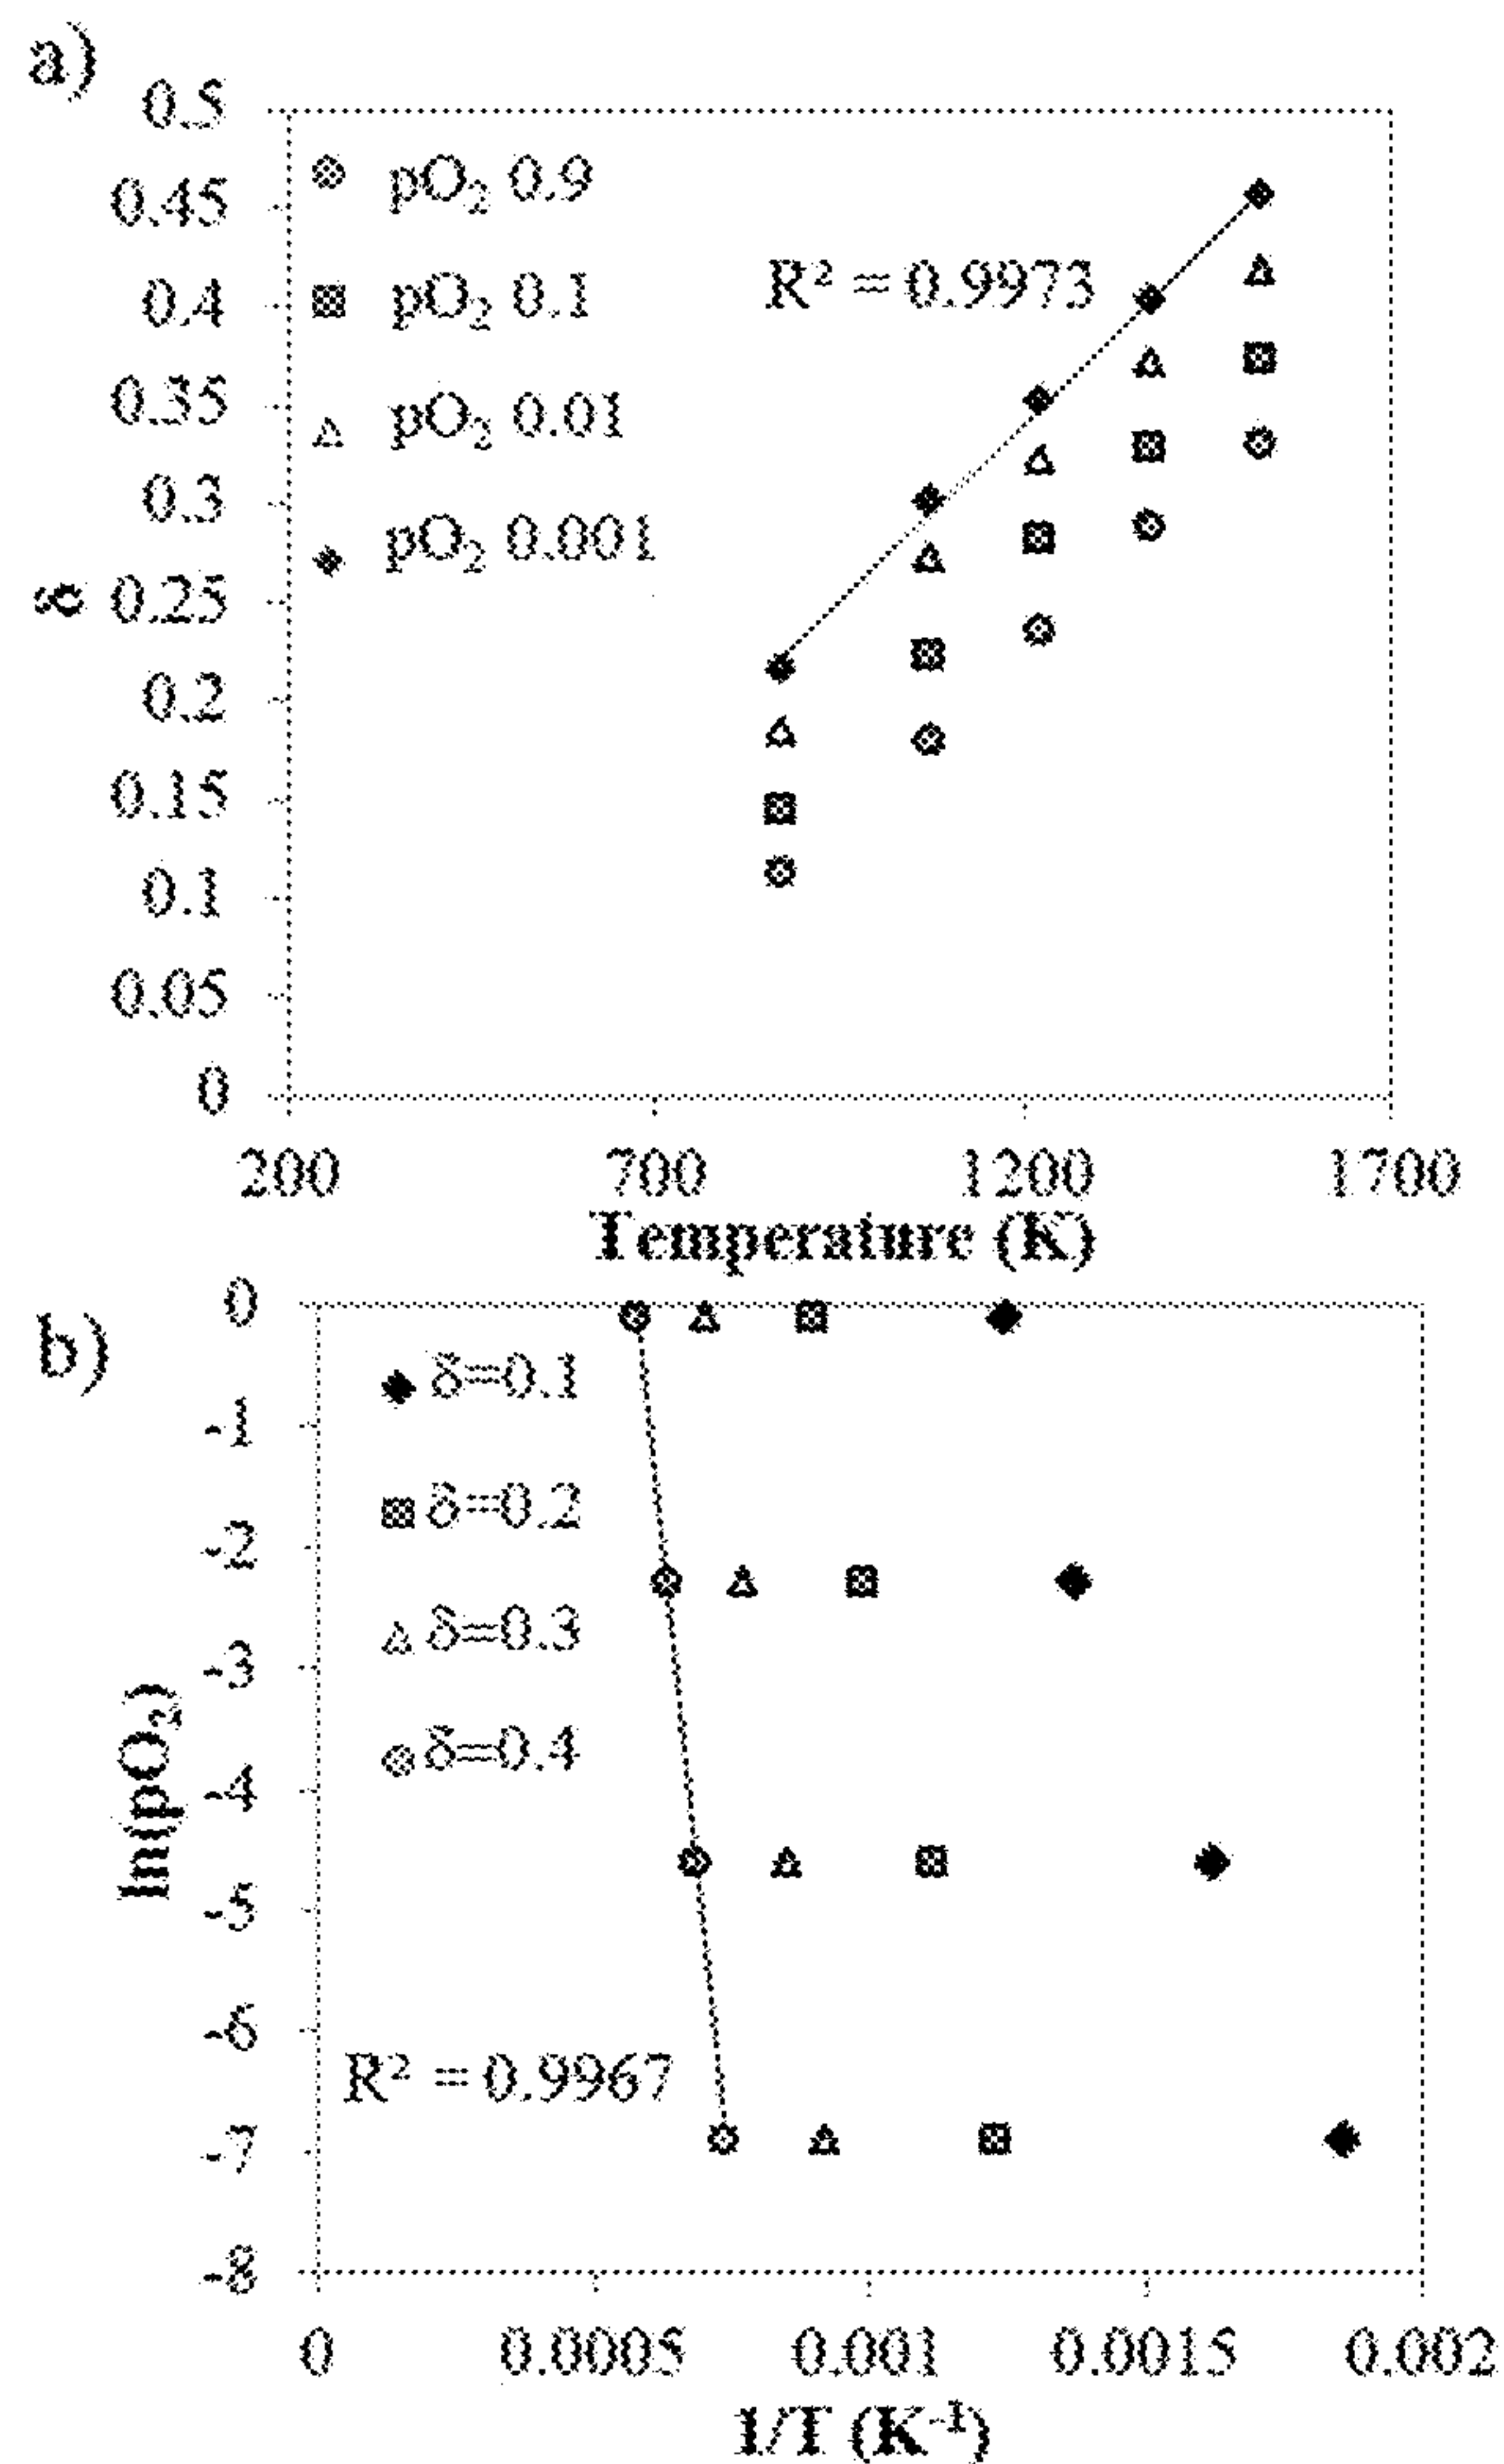 a)
0.5
0.45
0.4
0.35
0.3
0.25
0.2
0.15
0.1
0.05
0
δ
pO₂ 0.9
pO₂ 0.1
pO₂ 0.01
pO₂ 0.001
R² = 0.9973
200 700 1200 1700
Temperature (K)
b)
0
-1
-2
-3
-4
-5
-6
-7
-8
ln(pO₂)
δ=0.1
δ=0.2
δ=0.3
δ=0.4
R² = 0.9967
0 0.0005 0.001 0.0015 0.002
1/T (K⁻¹)